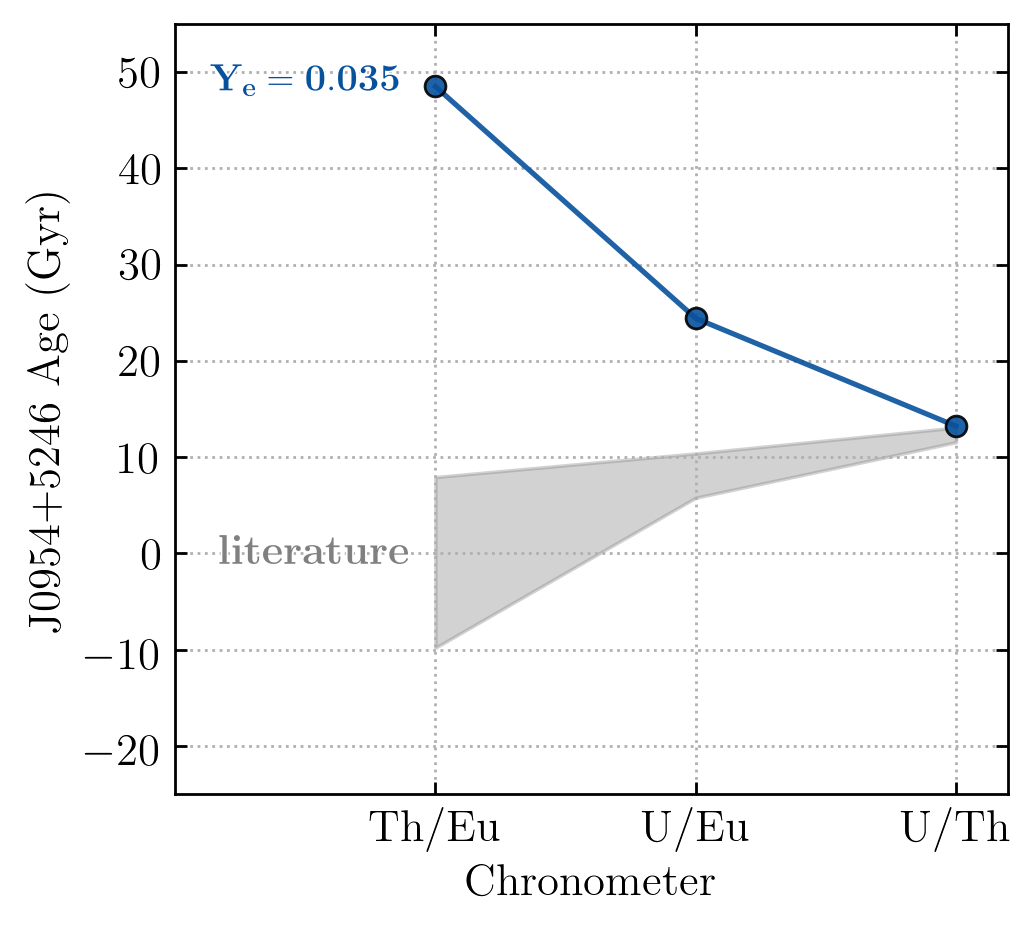 50
40
30
20
10
0
−10
−20
J0954+5246 Age (Gyr)
Yₑ = 0.035
literature
Th/Eu
U/Eu
U/Th
Chronometer